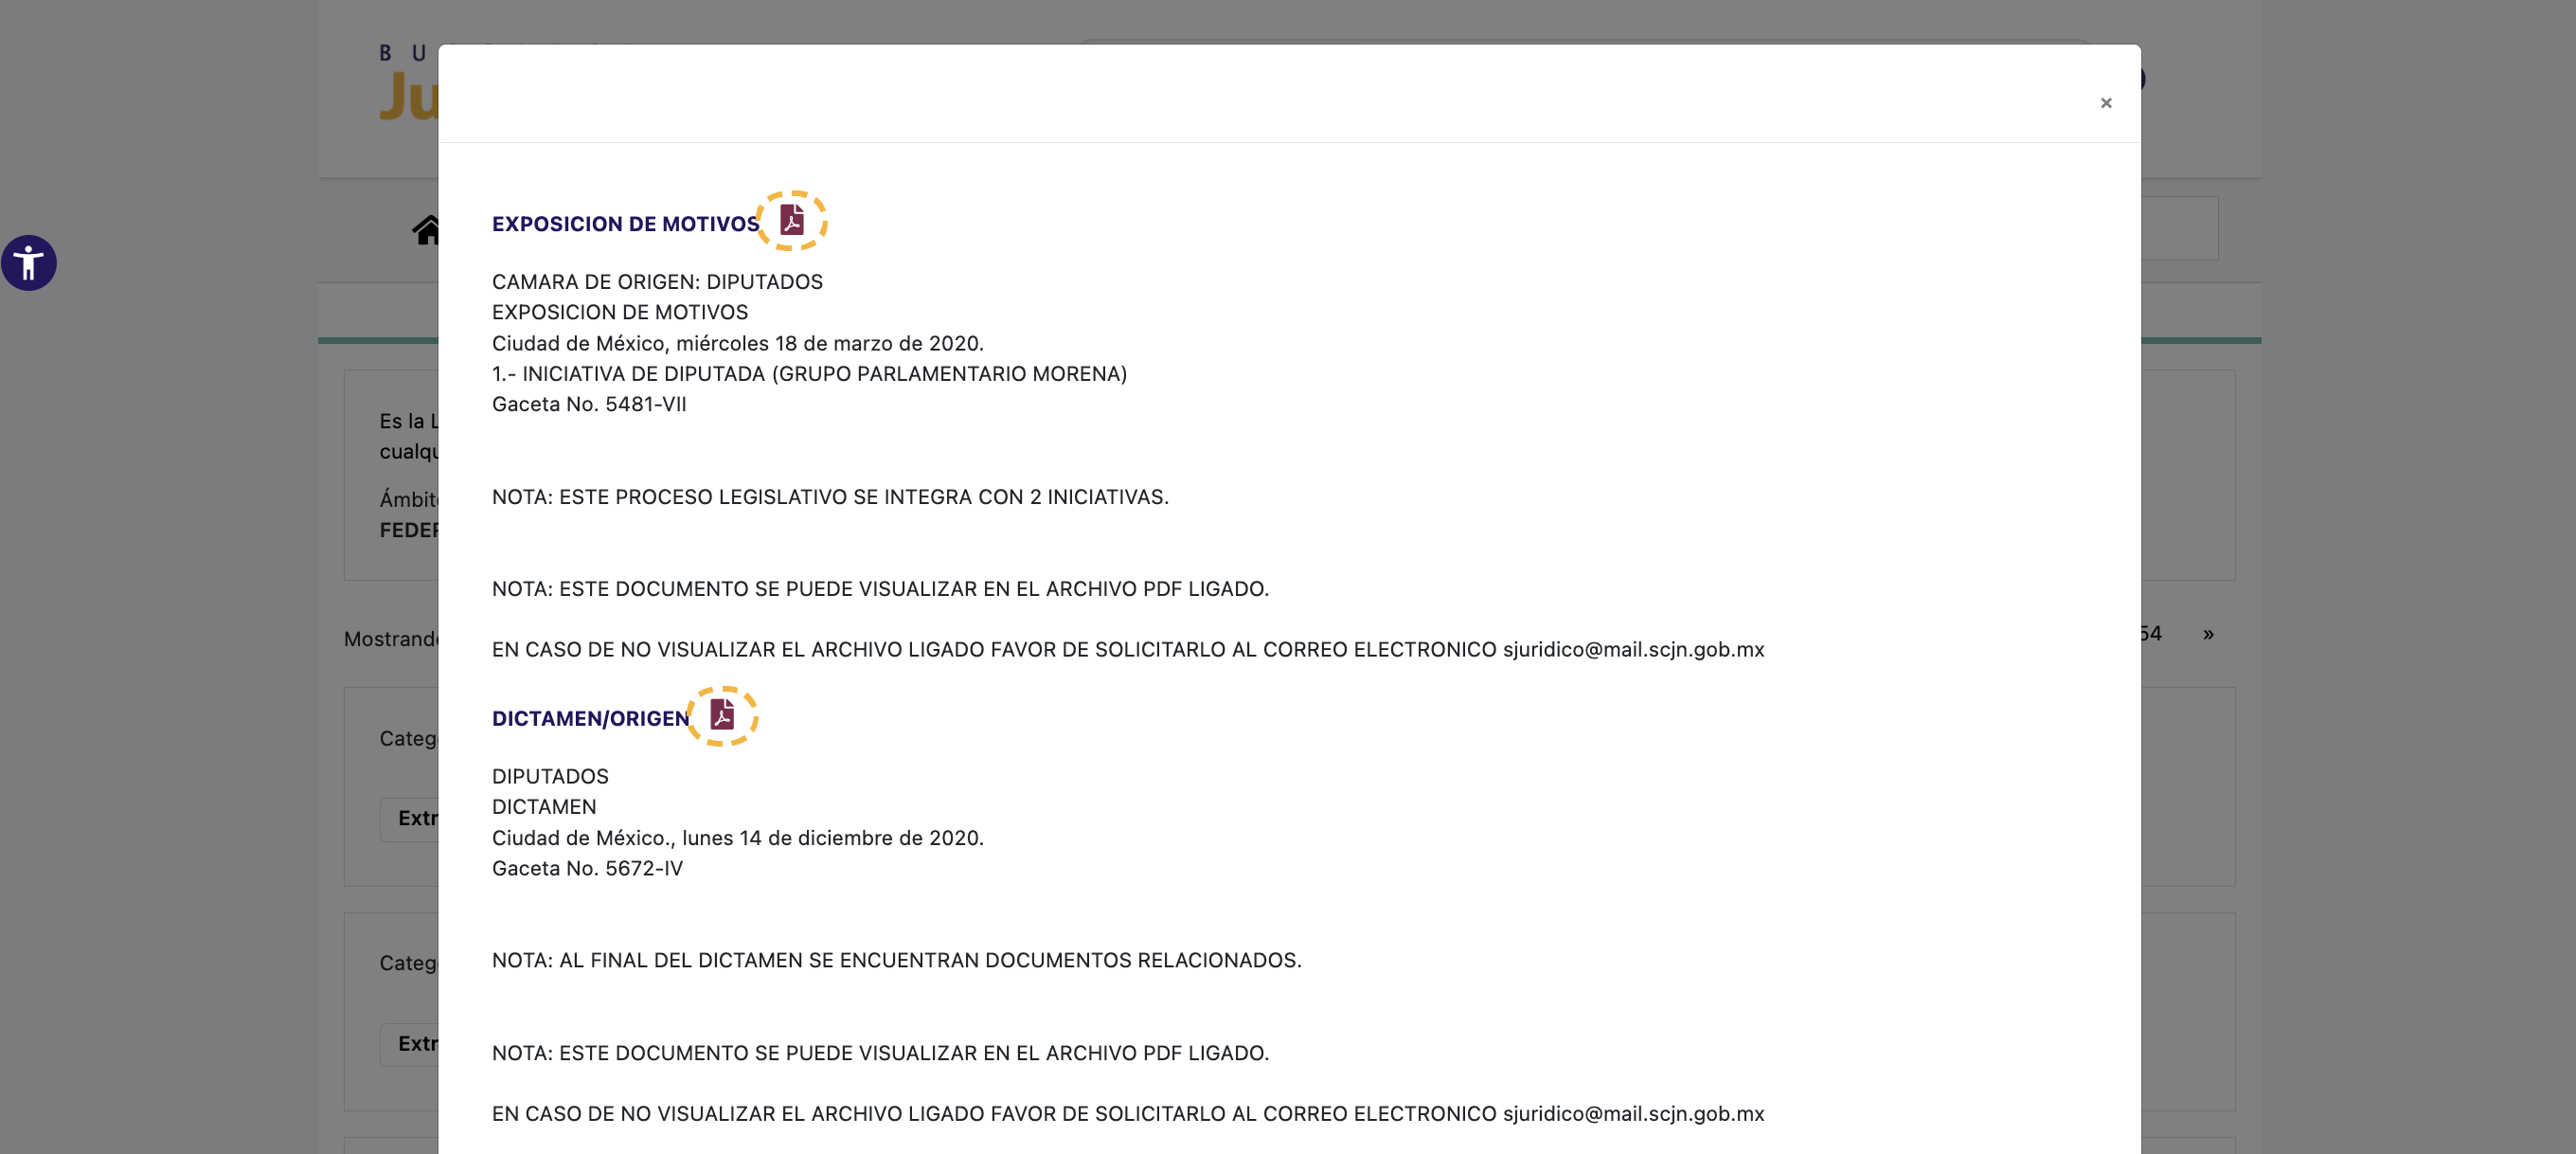 B U
Ju
EXPOSICION DE MOTIVOS
CAMARA DE ORIGEN: DIPUTADOS
EXPOSICION DE MOTIVOS
Ciudad de México, miércoles 18 de marzo de 2020.
1.- INICIATIVA DE DIPUTADA (GRUPO PARLAMENTARIO MORENA)
Gaceta No. 5481-VII
Es la
NOTA: ESTE PROCESO LEGISLATIVO SE INTEGRA CON 2 INICIATIVAS.
NOTA: ESTE DOCUMENTO SE PUEDE VISUALIZAR EN EL ARCHIVO PDF LIGADO.
54 »
EN CASO DE NO VISUALIZAR EL ARCHIVO LIGADO FAVOR DE SOLICITARLO AL CORREO ELECTRONICO sjuridico@mail.scjn.gob.mx
DICTAMEN/ORIGEN
DIPUTADOS
DICTAMEN
Ciudad de México., lunes 14 de diciembre de 2020.
Gaceta No. 5672-IV
Extr
NOTA: AL FINAL DEL DICTAMEN SE ENCUENTRAN DOCUMENTOS RELACIONADOS.
Categ
NOTA: ESTE DOCUMENTO SE PUEDE VISUALIZAR EN EL ARCHIVO PDF LIGADO.
Extr
EN CASO DE NO VISUALIZAR EL ARCHIVO LIGADO FAVOR DE SOLICITARLO AL CORREO ELECTRONICO sjuridico@mail.scjn.gob.mx